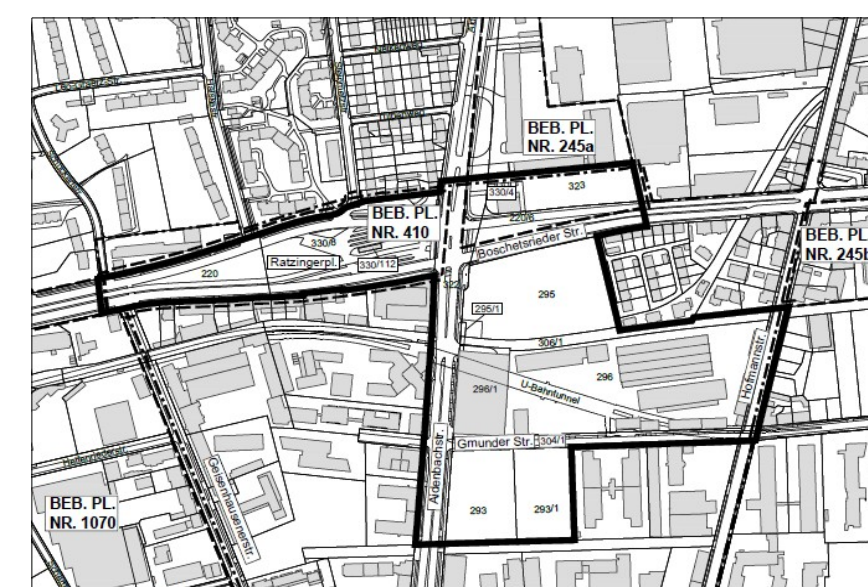 BEB. PL.
NR. 245a
330/4
323
BEB. PL.
NR. 410
220/6
Boschetsrieder Str.
BEB. PL.
NR. 245b
330/8
Ratzingerpl.
330/112
220
322
295
295/1
306/1
296
296/1
U-Bahntunnel
Hofmannstr.
Gmunder Str.
304/1
Aidenbachstr.
Geisenhausenerstr.
BEB. PL.
NR. 1070
293
293/1